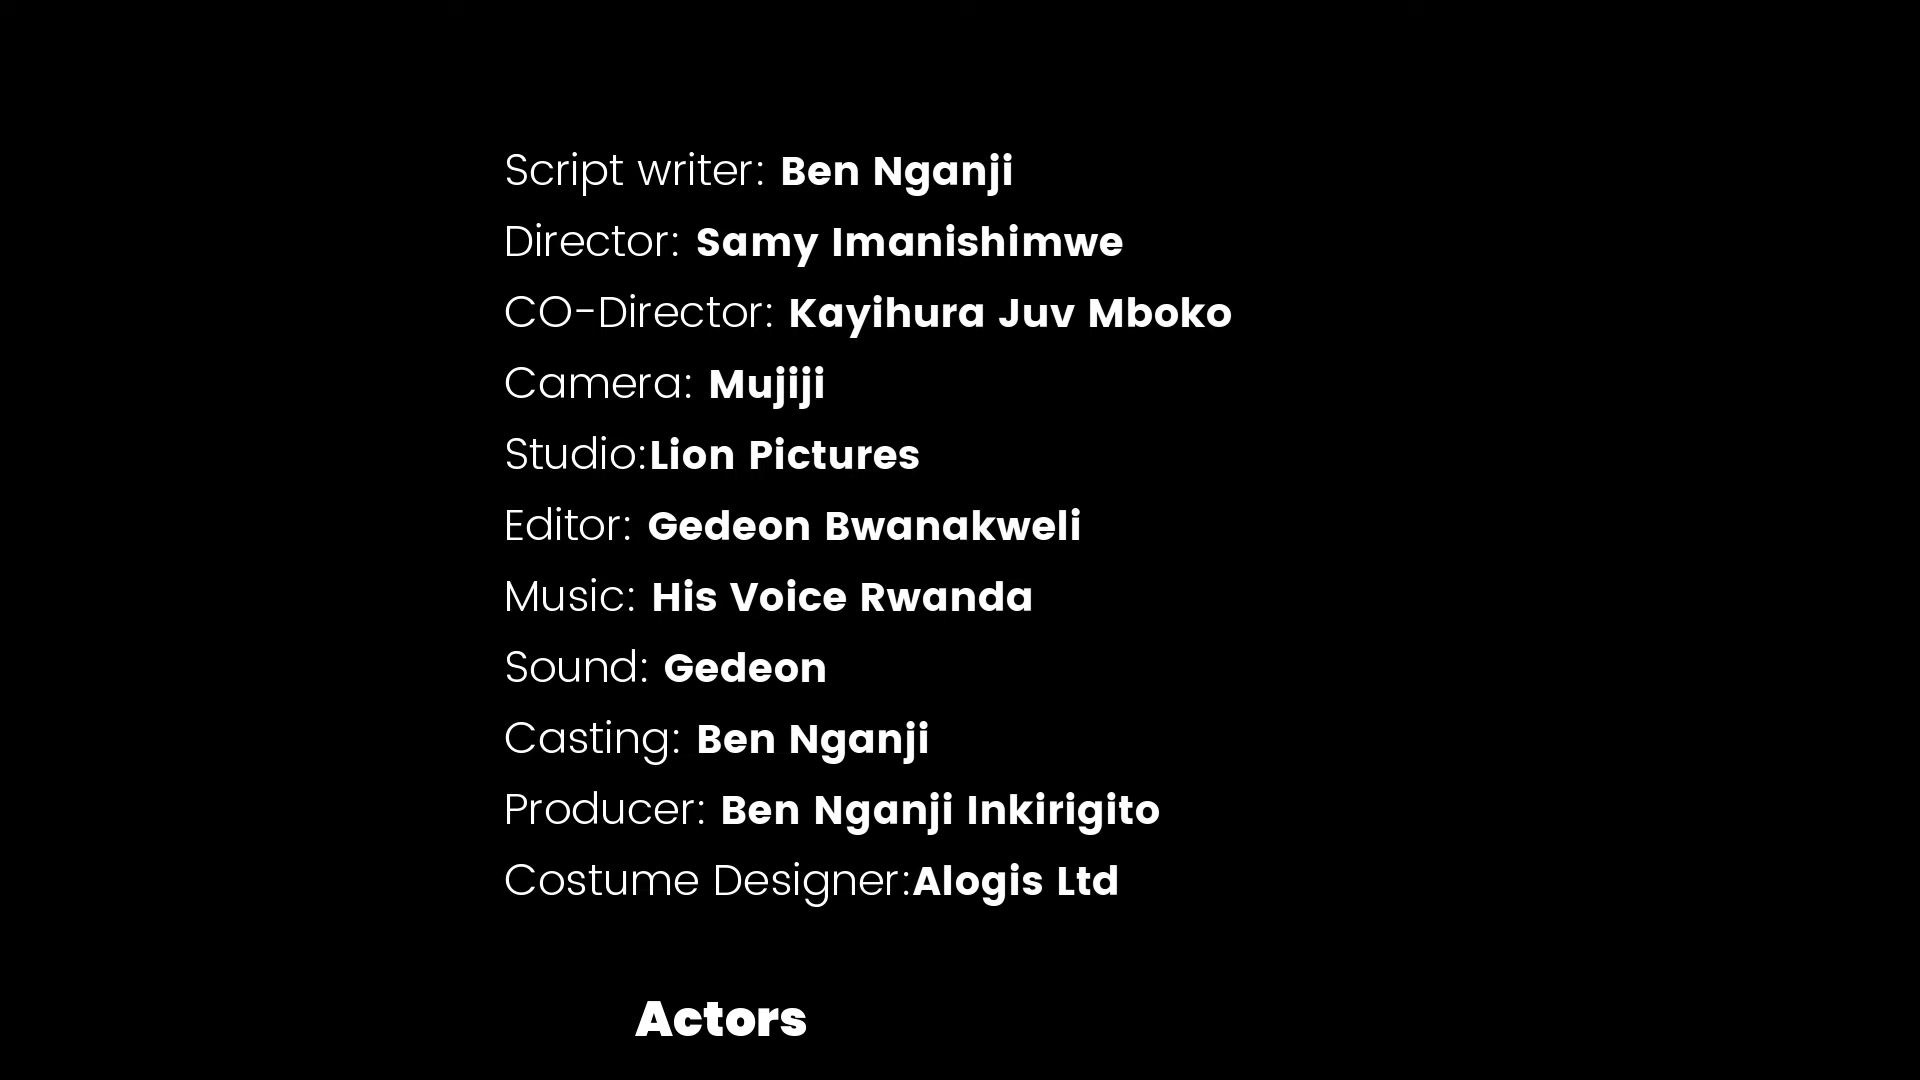 Script writer: Ben Nganji
Director: Samy Imanishimwe
CO-Director: Kayihura Juv Mboko
Camera: Mujiji
Studio:Lion Pictures
Editor: Gedeon Bwanakweli
Music: His Voice Rwanda
Sound: Gedeon
Casting: Ben Nganji
Producer: Ben Nganji Inkirigito
Costume Designer:Alogis Ltd
Actors